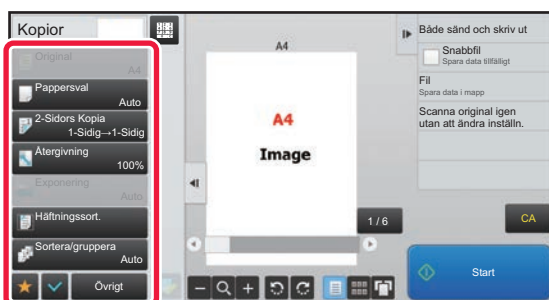 Kopior
Original
A4
Pappersval
Auto
2-Sidors Kopia
1-Sidig→1-Sidig
Återgivning
100%
Exponering
Auto
Häftningssort.
Sortera/gruppera
Auto
Övrigt
A4
A4
Image
1 / 6
Både sänd och skriv ut
Snabbfil
Spara data tillfälligt
Fil
Spara data i mapp
Scanna original igen
utan att ändra inställn.
CA
Start